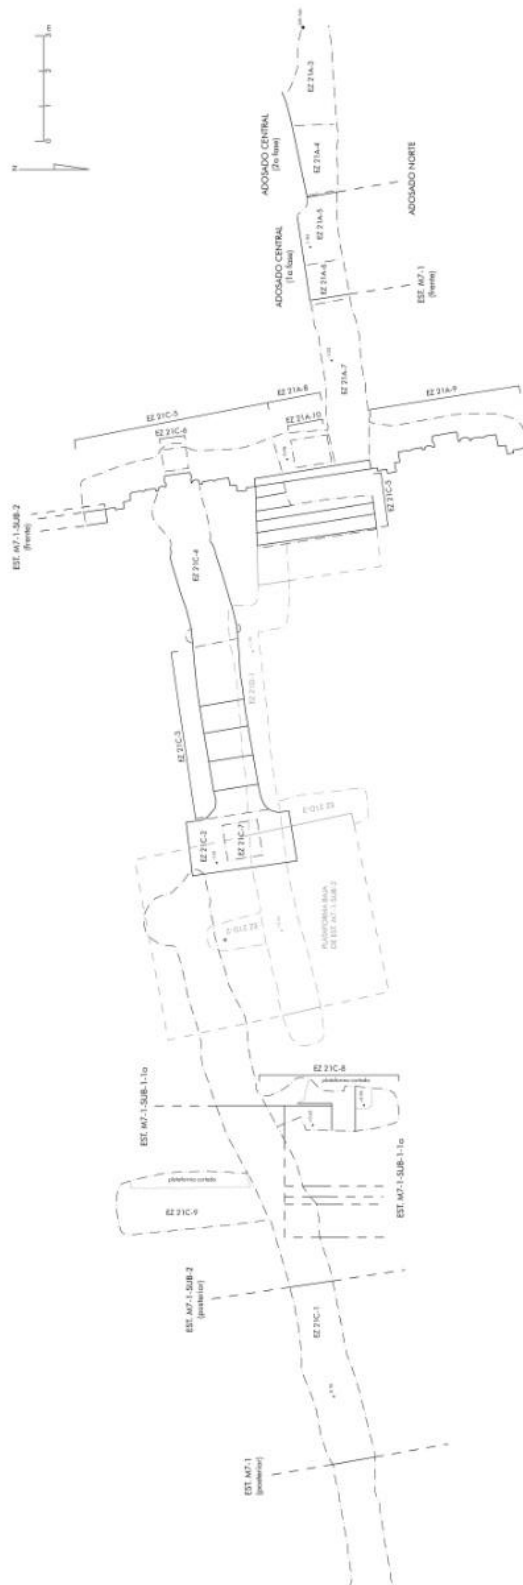 0
1
3 m
N
EZ 21A-3
ADOSADO CENTRAL
(2a fase)
EZ 21A-4
ADOSADO NORTE
EZ 21A-5
ADOSADO CENTRAL
(1a fase)
EZ 21A-6
EST. M7-1
(frente)
EZ 21A-7
EZ 21C-5
EZ 21A-8
EZ 21C-6
EZ 21A-10
EZ 21A-9
EST. M7-1-SUB-2
(frente)
EZ 21C-5
EZ 21C-4
EZ 21D-1
EZ 21C-3
EZ 21C-2
EZ 21C-7
PLATAFORMA BAJA
DE EST. M7-1-SUB-2
EST. M7-1-SUB-1-1a
EZ 21C-8
plataforma cortada
plataforma cortada
EZ 21C-9
EST. M7-1-SUB-1-1a
EST. M7-1-SUB-2
(posterior)
EZ 21C-1
EST. M7-1
(posterior)